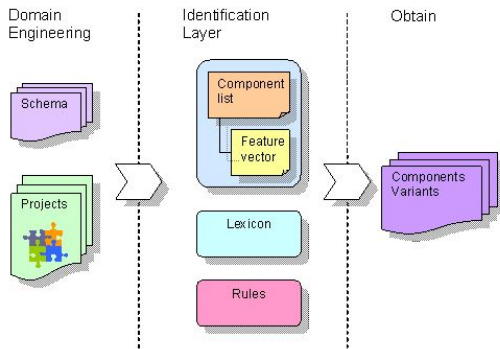 Domain
Engineering
Identification
Layer
Obtain
Schema
Projects
Component
list
Feature
vector
Lexicon
Rules
Components
Variants